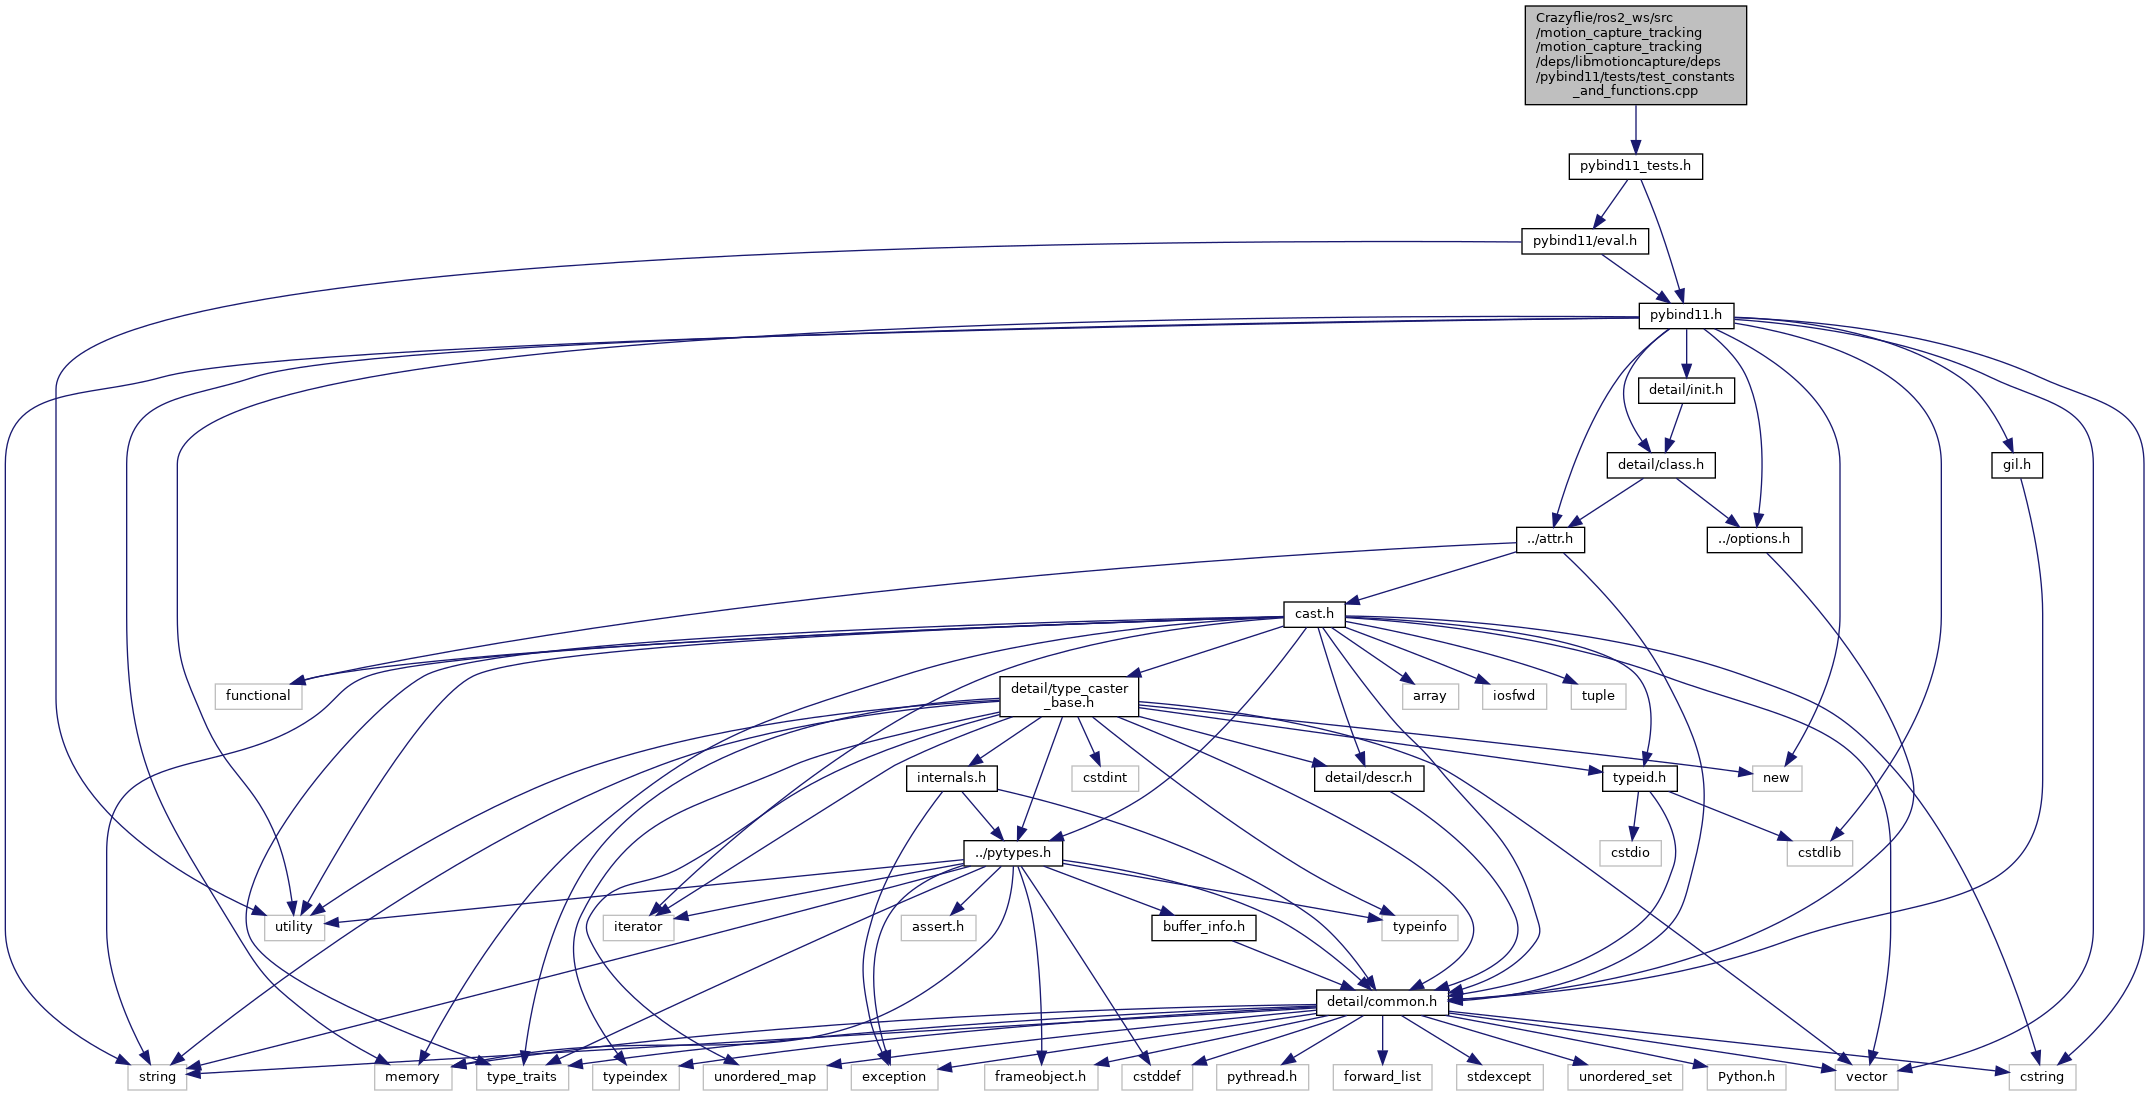 Crazyflie/ros2_ws/src
/motion_capture_tracking
/motion_capture_tracking
/deps/libmotioncapture/deps
/pybind11/tests/test_constants
_and_functions.cpp
pybind11_tests.h
pybind11/eval.h
pybind11.h
detail/init.h
detail/class.h
gil.h
../attr.h
../options.h
cast.h
functional
detail/type_caster
_base.h
array
iosfwd
tuple
internals.h
cstdint
detail/descr.h
typeid.h
new
../pytypes.h
cstdio
cstdlib
utility
iterator
assert.h
buffer_info.h
typeinfo
detail/common.h
string
memory
type_traits
typeindex
unordered_map
exception
frameobject.h
cstddef
pythread.h
forward_list
stdexcept
unordered_set
Python.h
vector
cstring